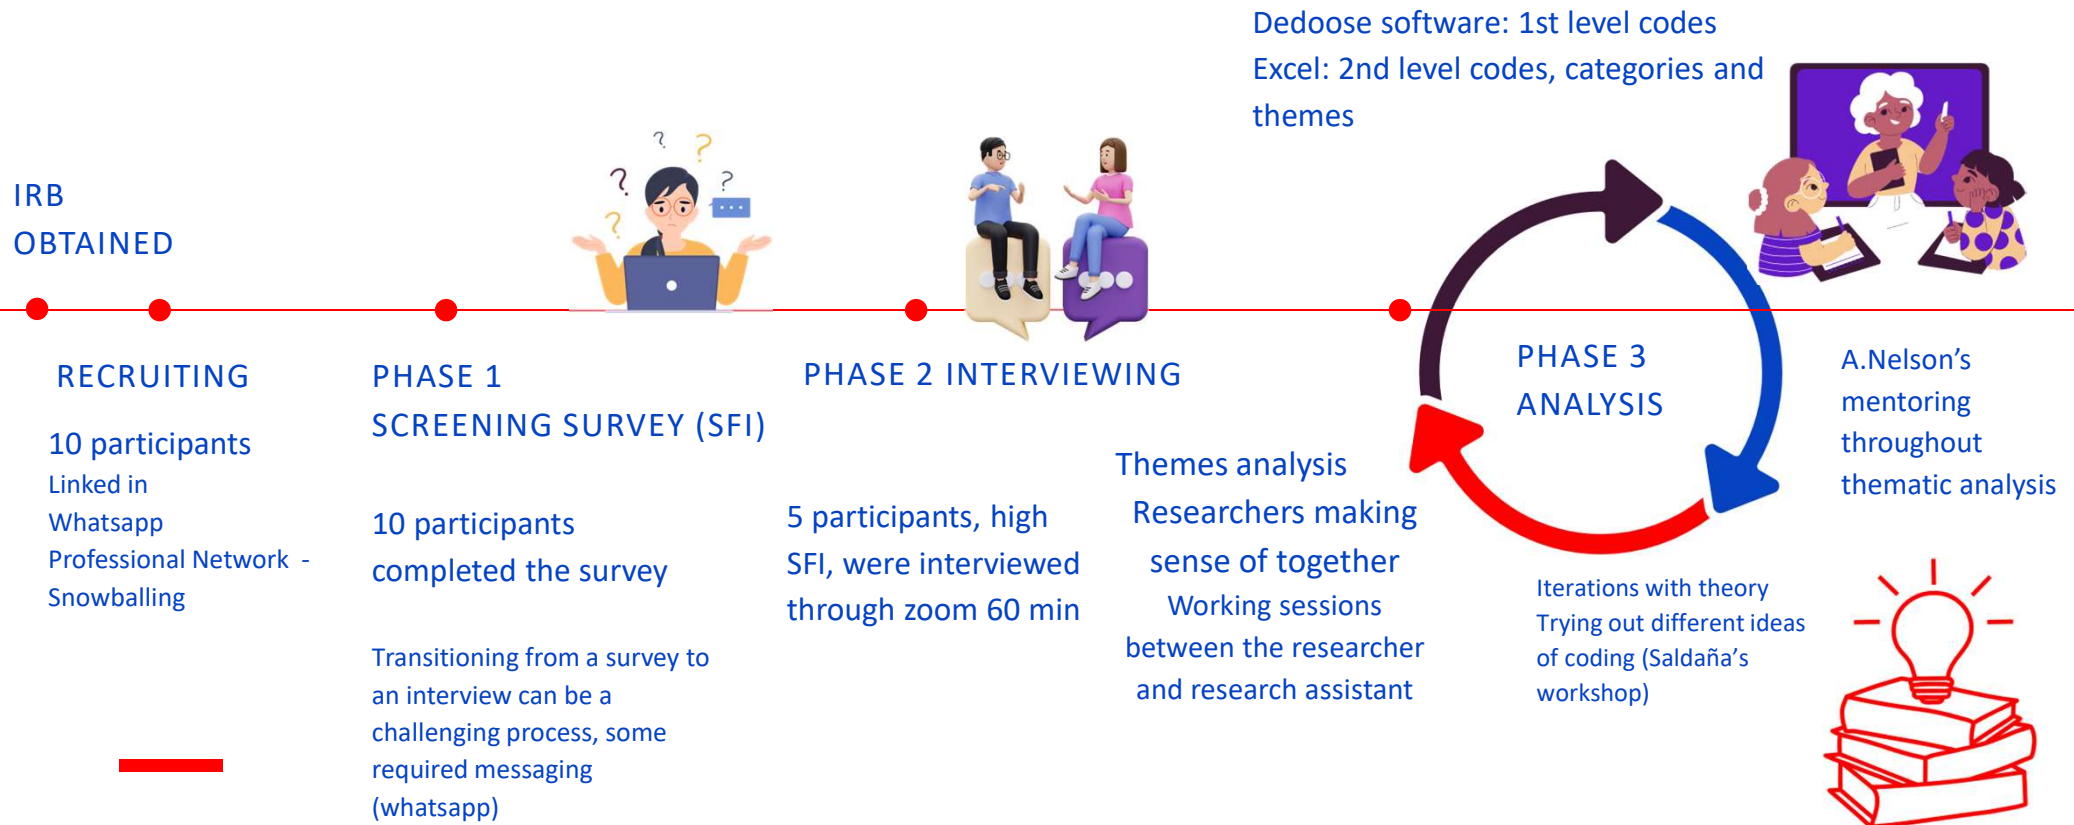 IRB
OBTAINED
RECRUITING
10 participants
Linked in
Whatsapp
Professional Network -
Snowballing
PHASE 1
SCREENING SURVEY (SFI)
10 participants
completed the survey
Transitioning from a survey to
an interview can be a
challenging process, some
required messaging
(whatsapp)
PHASE 2 INTERVIEWING
5 participants, high
SFI, were interviewed
through zoom 60 min
Themes analysis
Researchers making
sense of together
Working sessions
between the researcher
and research assistant
Dedoose software: 1st level codes
Excel: 2nd level codes, categories and
themes
PHASE 3
ANALYSIS
A.Nelson’s
mentoring
throughout
thematic analysis
Iterations with theory
Trying out different ideas
of coding (Saldaña’s
workshop)